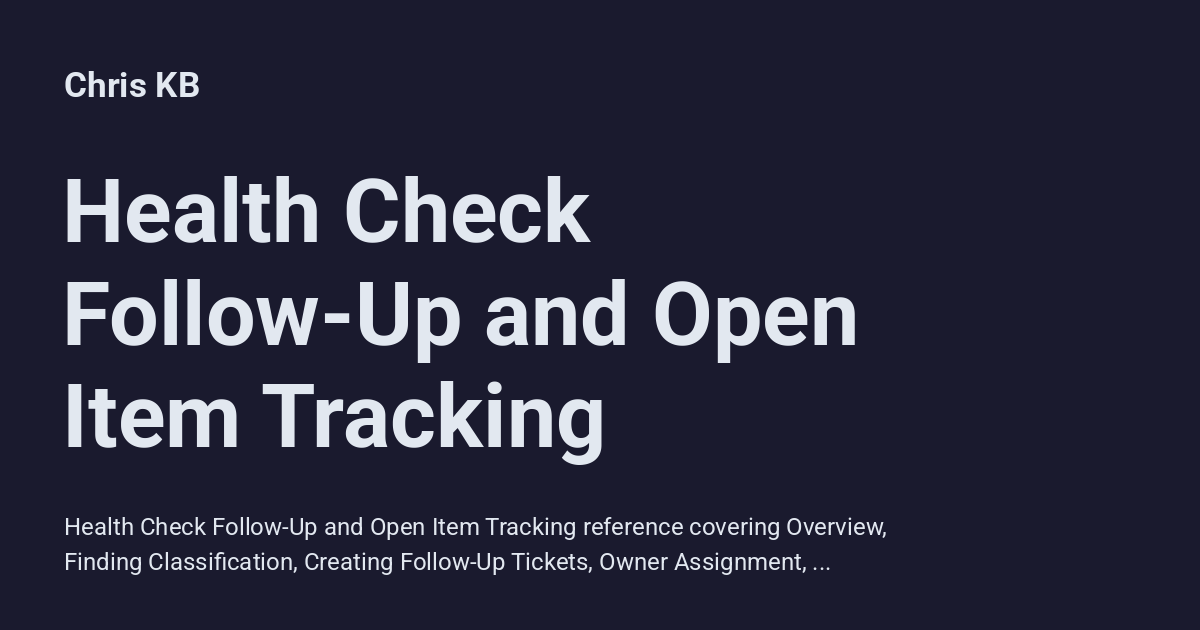 Chris KB
Health Check
Follow-Up and Open
Item Tracking
Health Check Follow-Up and Open Item Tracking reference covering Overview,
Finding Classification, Creating Follow-Up Tickets, Owner Assignment, ...